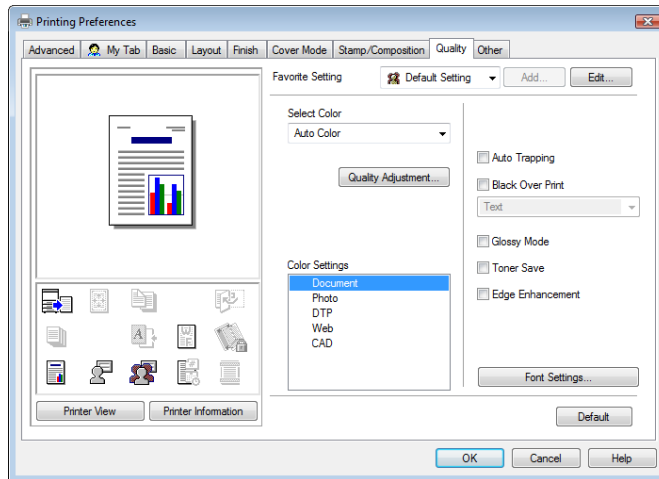 Printing Preferences
Advanced My Tab Basic Layout Finish Cover Mode Stamp/Composition Quality Other
Favorite Setting Default Setting Add... Edit...
Select Color
Auto Color
Quality Adjustment...
Auto Trapping
Black Over Print
Text
Glossy Mode
Toner Save
Edge Enhancement
Color Settings
Document
Photo
DTP
Web
CAD
Font Settings...
Printer View Printer Information
Default
OK Cancel Help